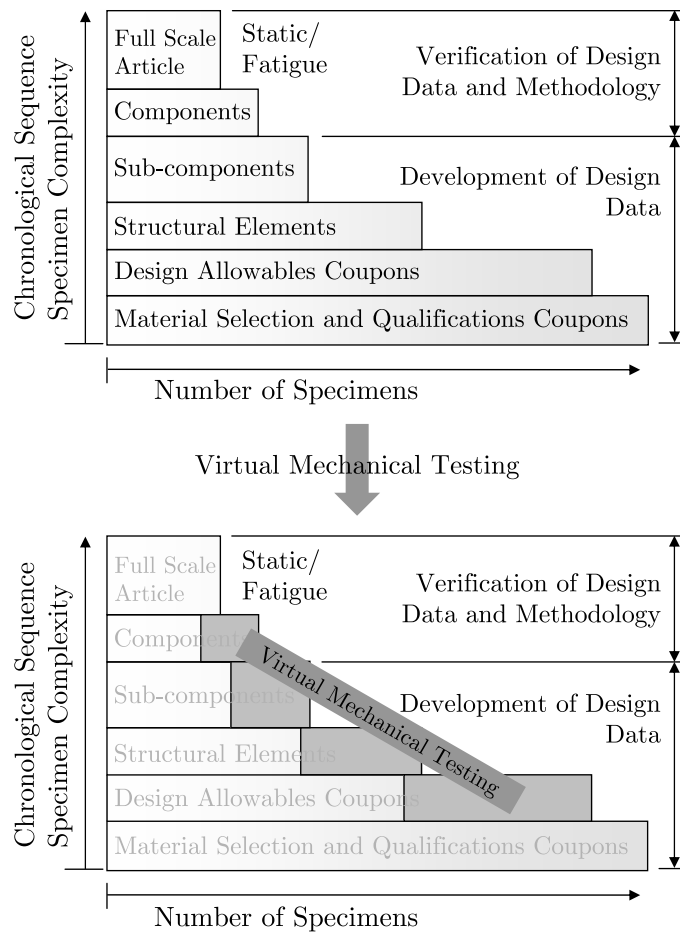 Chronological Sequence
Specimen Complexity
Full Scale
Article
Static/
Fatigue
Verification of Design
Data and Methodology
Components
Sub-components
Development of Design
Data
Structural Elements
Design Allowables Coupons
Material Selection and Qualifications Coupons
Number of Specimens
Virtual Mechanical Testing
Chronological Sequence
Specimen Complexity
Full Scale
Article
Static/
Fatigue
Verification of Design
Data and Methodology
Components
Virtual Mechanical Testing
Sub-components
Development of Design
Data
Structural Elements
Design Allowables Coupons
Material Selection and Qualifications Coupons
Number of Specimens